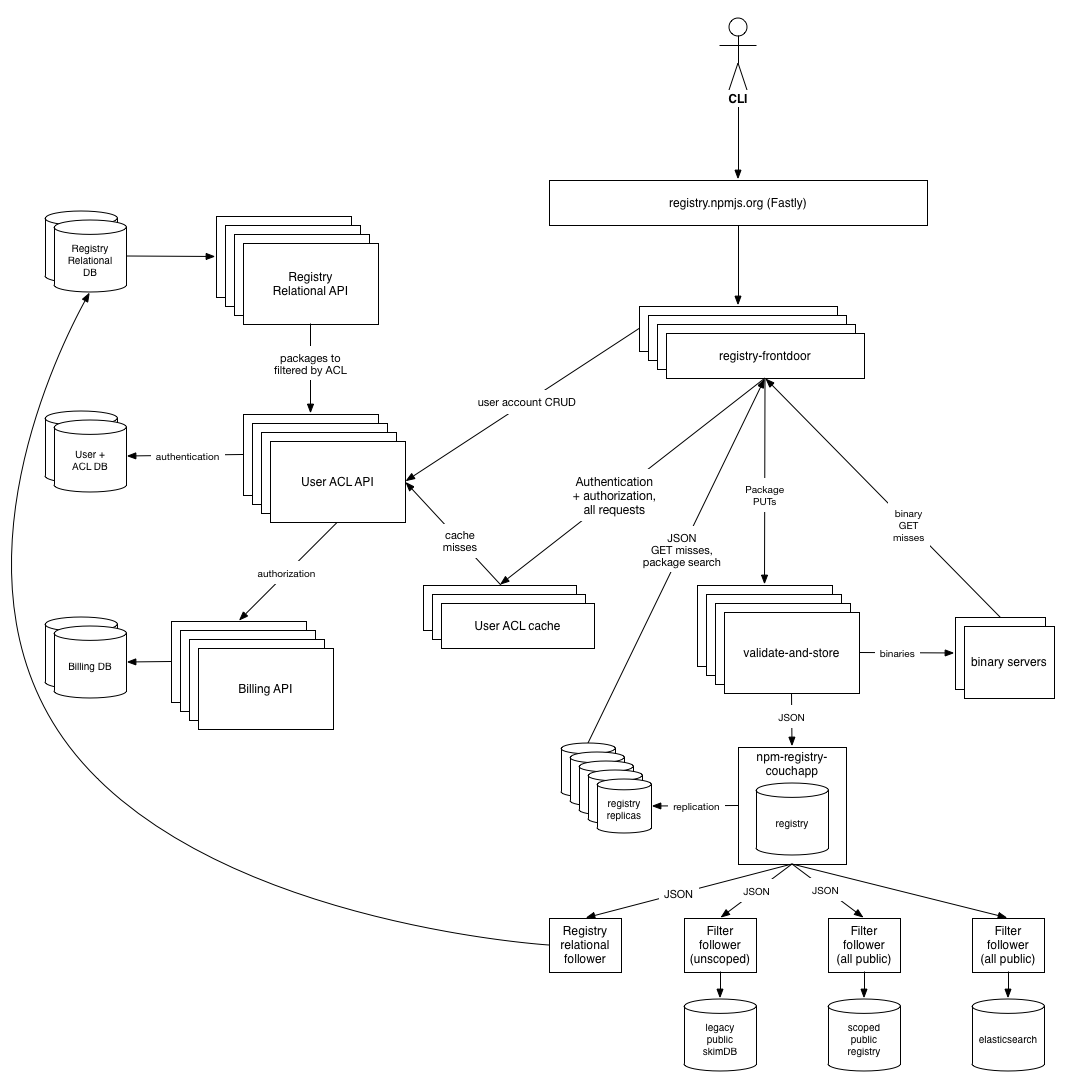 CLI
registry.npmjs.org (Fastly)
Registry
Relational
DB
Registry
Relational API
registry-frontdoor
packages to
filtered by ACL
user account CRUD
User +
ACL DB
authentication
User ACL API
Authentication
+ authorization,
all requests
Package
PUTs
binary
GET
misses
cache
misses
JSON
GET misses,
package search
authorization
User ACL cache
validate-and-store
binaries
binary servers
Billing DB
Billing API
JSON
npm-registry-
couchapp
registry
replicas
replication
registry
JSON
JSON
JSON
Registry
relational
follower
Filter
follower
(unscoped)
Filter
follower
(all public)
Filter
follower
(all public)
legacy
public
skimDB
scoped
public
registry
elasticsearch